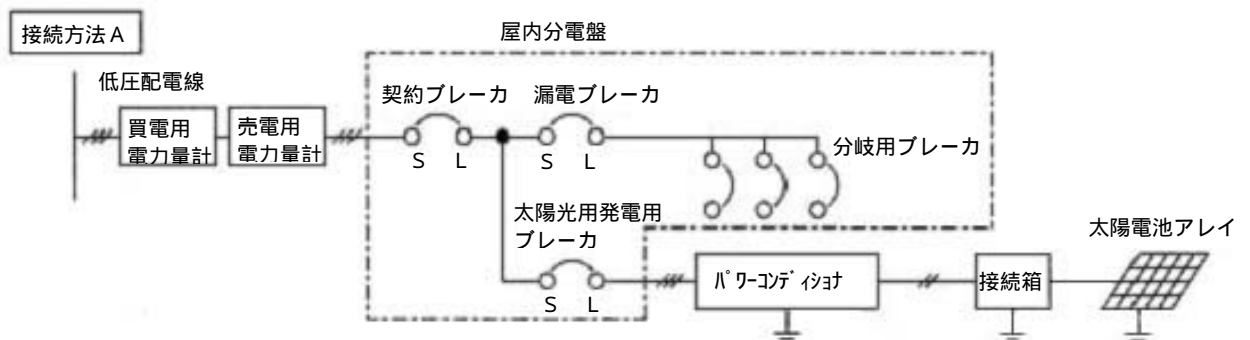 接続方法A
屋内分電盤
低圧配電線
契約ブレーカ
漏電ブレーカ
買電用
電力量計
売電用
電力量計
S L
S L
分岐用ブレーカ
太陽光用発電用
ブレーカ
S L
パワーコンディショナ
接続箱
太陽電池アレイ